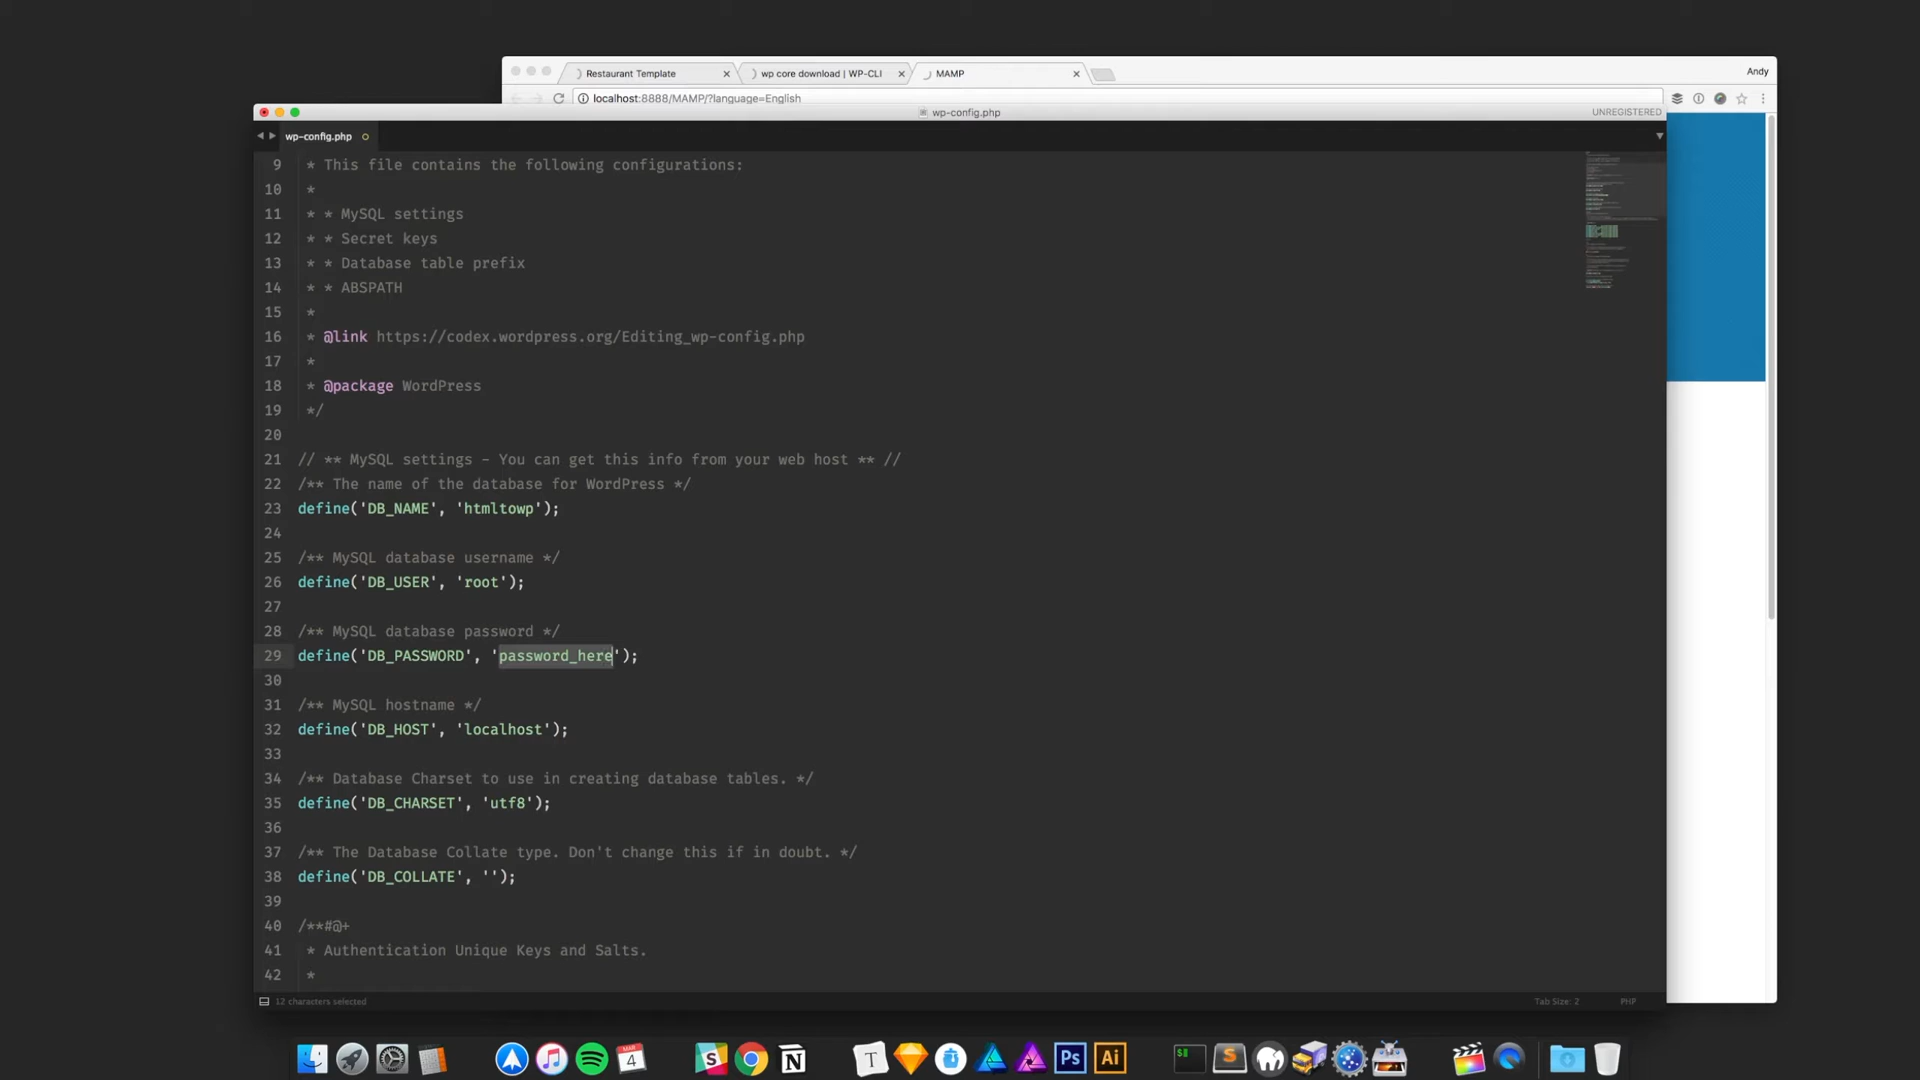 Restaurant Template
wp core download | WP-CLI
MAMP
Andy
localhost:8888/MAMP/?language=English
wp-config.php
UNREGISTERED
wp-config.php
9 * This file contains the following configurations:
10 *
11 * * MySQL settings
12 * * Secret keys
13 * * Database table prefix
14 * * ABSPATH
15 *
16 * @link https://codex.wordpress.org/Editing_wp-config.php
17 *
18 * @package WordPress
19 */
20
21 // ** MySQL settings - You can get this info from your web host ** //
22 /** The name of the database for WordPress */
23 define('DB_NAME', 'htmltowp');
24
25 /** MySQL database username */
26 define('DB_USER', 'root');
27
28 /** MySQL database password */
29 define('DB_PASSWORD', 'password_here');
30
31 /** MySQL hostname */
32 define('DB_HOST', 'localhost');
33
34 /** Database Charset to use in creating database tables. */
35 define('DB_CHARSET', 'utf8');
36
37 /** The Database Collate type. Don't change this if in doubt. */
38 define('DB_COLLATE', '');
39
40 /**#@+
41 * Authentication Unique Keys and Salts.
42 *
12 characters selected
Tab Size: 2
PHP
MAR
4
S
N
T
Ps
Ai
$
S